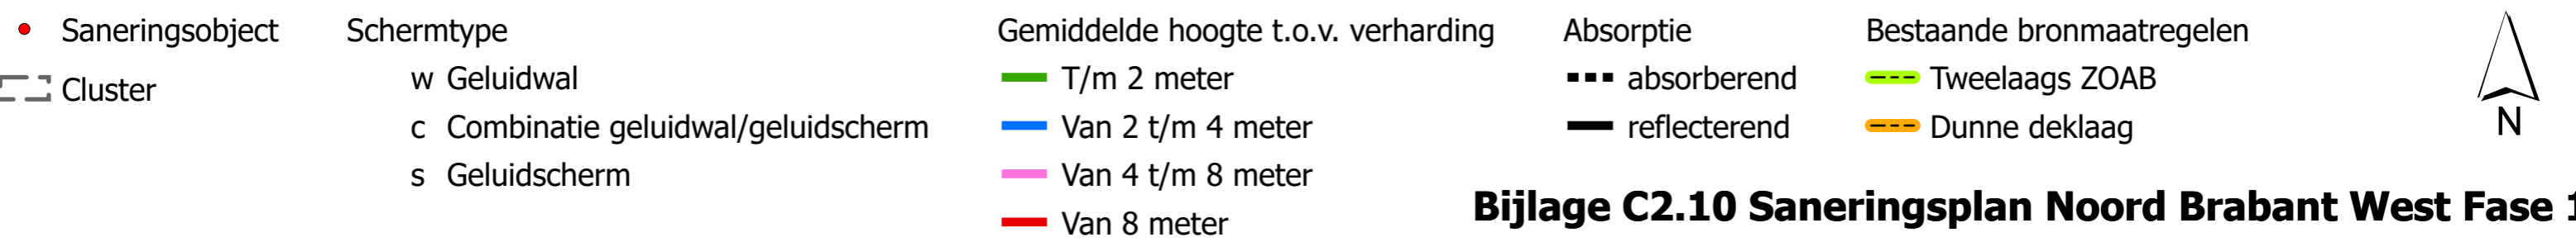 Saneringsobject
Cluster
Schermtype
w Geluidwal
c Combinatie geluidwal/geluidscherm
s Geluidscherm
Gemiddelde hoogte t.o.v. verharding
T/m 2 meter
Van 2 t/m 4 meter
Van 4 t/m 8 meter
Van 8 meter
Absorptie
absorberend
reflecterend
Bestaande bronmaatregelen
Tweelaags ZOAB
Dunne deklaag
N
Bijlage C2.10 Saneringsplan Noord Brabant West Fase 1